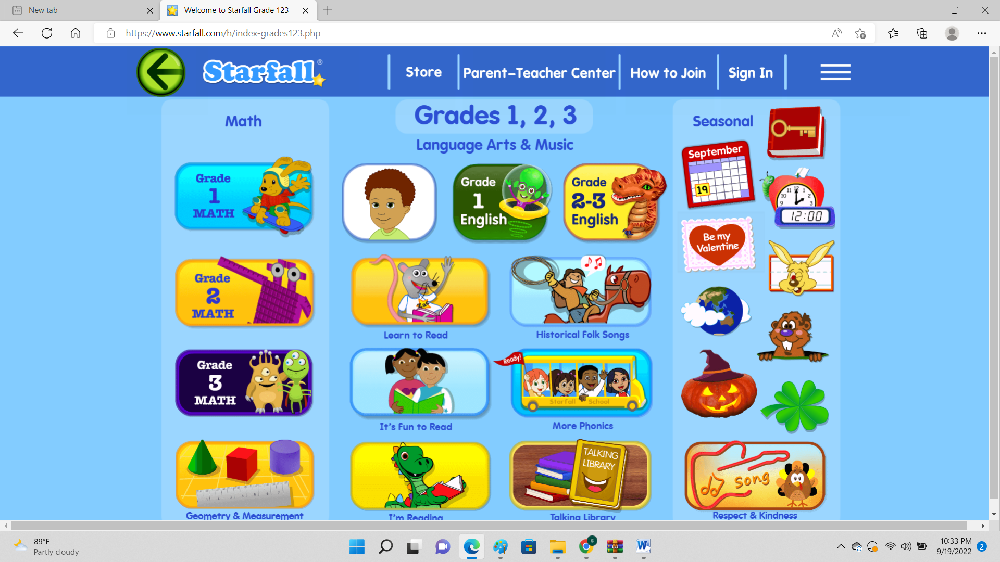 New tab
Welcome to Starfall Grade 123
https://www.starfall.com/h/index-grades123.php
Starfall®
Store
Parent-Teacher Center
How to Join
Sign In
Math
Grade
1
MATH
Grade
2
MATH
Grade
3
MATH
Geometry & Measurement
Grades 1, 2, 3
Language Arts & Music
Grade
1
English
Grade
2-3
English
Zac
Learn to Read
Historical Folk Songs
It's Fun to Read
Ready!
Starfall School
More Phonics
I'm Reading
TALKING
LIBRARY
Talking Library
Seasonal
September
19
12:00
Be my
Valentine
Song
Respect & Kindness
89°F
Partly cloudy
10:33 PM
9/19/2022
2